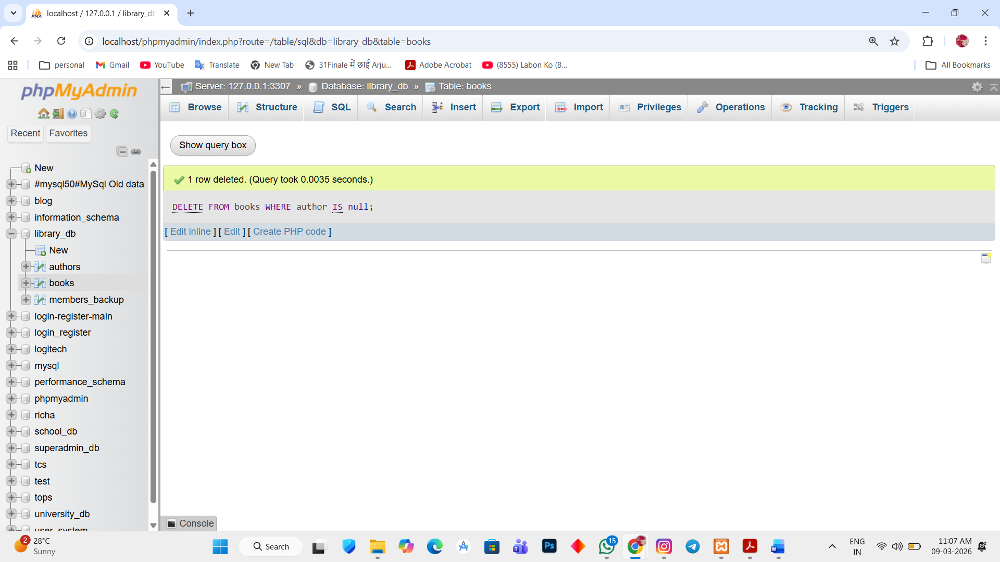 localhost / 127.0.0.1 / library_db
localhost/phpmyadmin/index.php?route=/table/sql&db=library_db&table=books
personal
Gmail
YouTube
Translate
New Tab
31Finale में छाई Arju...
Adobe Acrobat
(8555) Labon Ko (8...
All Bookmarks
phpMyAdmin
Server: 127.0.0.1:3307 » Database: library_db » Table: books
Browse
Structure
SQL
Search
Insert
Export
Import
Privileges
Operations
Tracking
Triggers
Recent
Favorites
New
#mysql50#MySql Old data
blog
information_schema
library_db
New
authors
books
members_backup
login-register-main
login_register
logitech
mysql
performance_schema
phpmyadmin
richa
school_db
superadmin_db
tcs
test
tops
university_db
user_system
Show query box
1 row deleted. (Query took 0.0035 seconds.)
DELETE FROM books WHERE author IS null;
[ Edit inline ] [ Edit ] [ Create PHP code ]
Console
2
28°C
Sunny
Search
Ps
15
ENG
IN
11:07 AM
09-03-2026